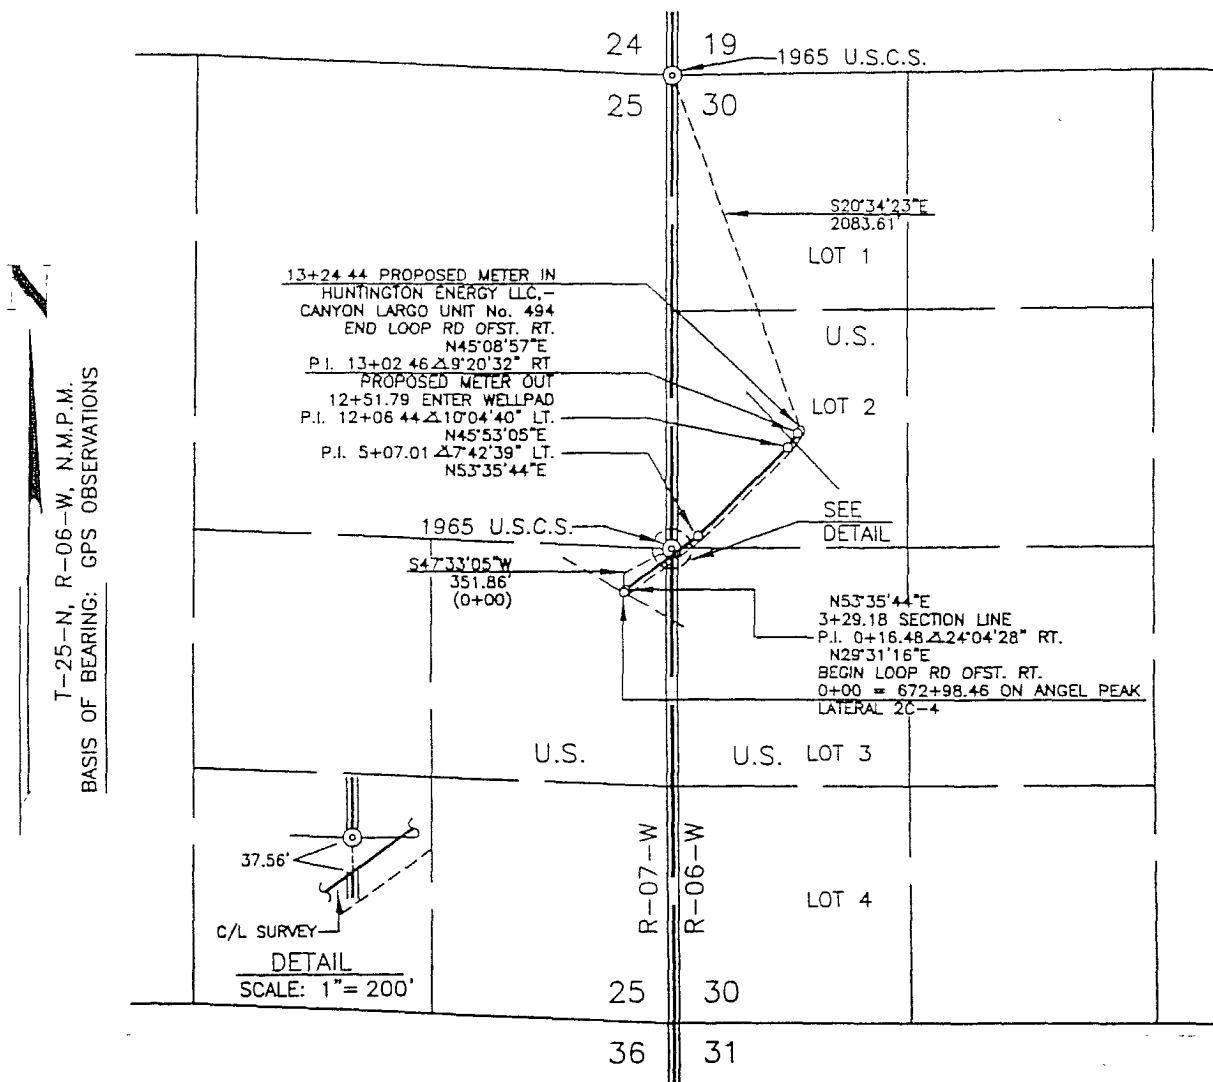 24 19
1965 U.S.C.S.
25 30
S20°34'23"E
2083.61'
LOT 1
13+24.44 PROPOSED METER IN
HUNTINGTON ENERGY LLC,-
CANYON LARGO UNIT No. 494
END LOOP RD OFST. RT.
N45°08'57"E
P.I. 13+02.46 Δ9°20'32" RT
PROPOSED METER OUT
12+51.79 ENTER WELLPAD
P.I. 12+06.44 Δ10°04'40" LT.
N45°53'05"E
P.I. 5+07.01 Δ7°42'39" LT.
N53°35'44"E
U.S.
LOT 2
T-25-N, R-06-W, N.M.P.M.
BASIS OF BEARING: GPS OBSERVATIONS
SEE
DETAIL
1965 U.S.C.S.
S47°33'05"W
351.86'
(0+00)
N53°35'44"E
3+29.18 SECTION LINE
P.I. 0+16.48 Δ24°04'28" RT.
N29°31'16"E
BEGIN LOOP RD OFST. RT.
0+00 = 672+98.46 ON ANGEL PEAK
LATERAL 2C-4
U.S. U.S. LOT 3
37.56'
C/L SURVEY
DETAIL
SCALE: 1"= 200'
R-07-W
R-06-W
LOT 4
25 30
36 31